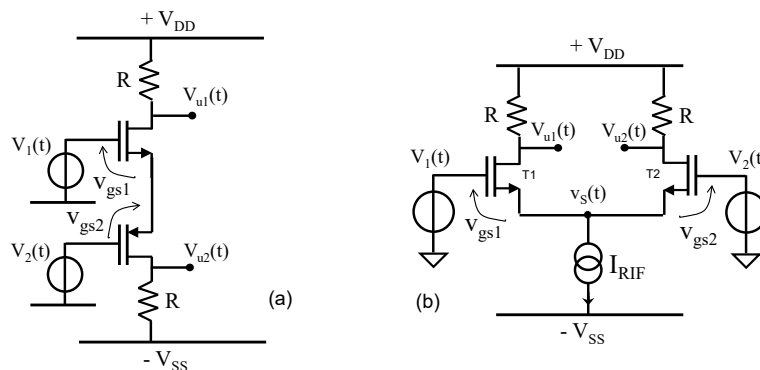 + V_DD
R
V_u1(t)
V_1(t)
v_gs1
v_gs2
V_2(t)
V_u2(t)
R
(a)
- V_SS
+ V_DD
R
R
V_u1(t)
V_u2(t)
V_1(t)
V_2(t)
T1
T2
v_S(t)
v_gs1
v_gs2
I_RIF
(b)
- V_SS